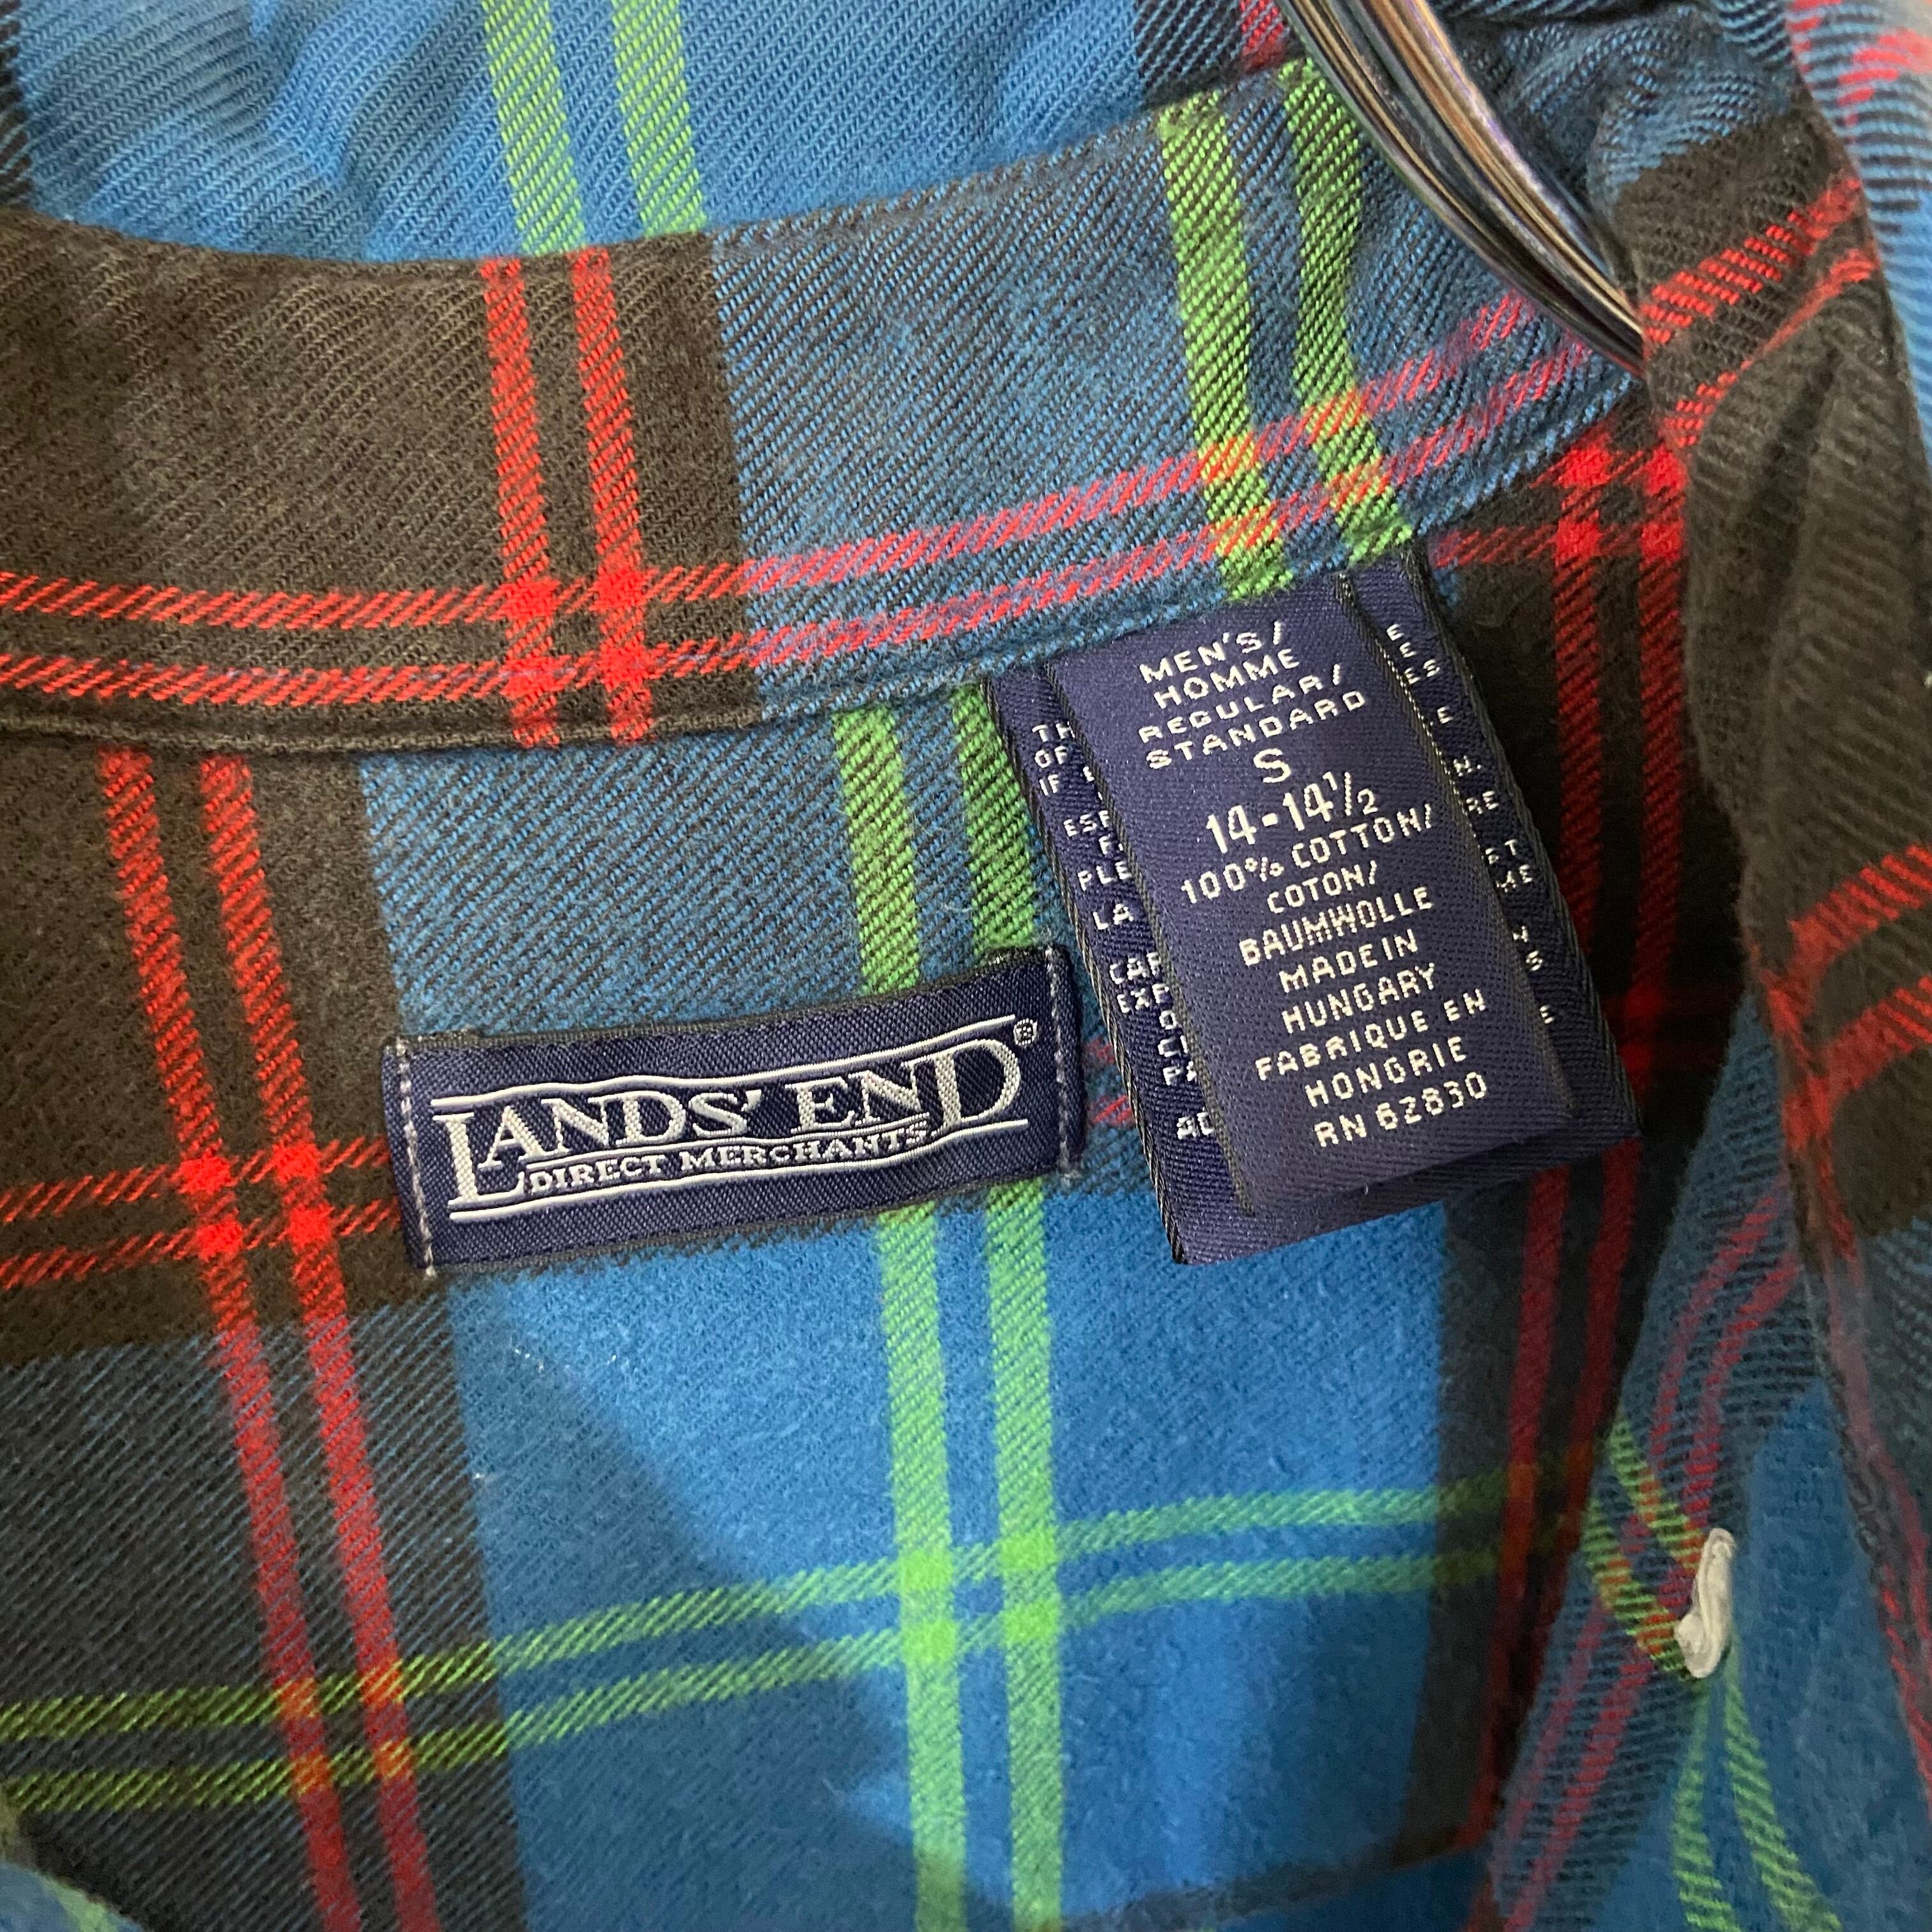 LANDS' END®
DIRECT MERCHANTS
MEN'S/
HOMME
REGULAR/
STANDARD
S
14-14½
100% COTTON/
COTON/
BAUMWOLLE
MADE IN
HUNGARY
FABRIQUE EN
HONGRIE
RN 62830